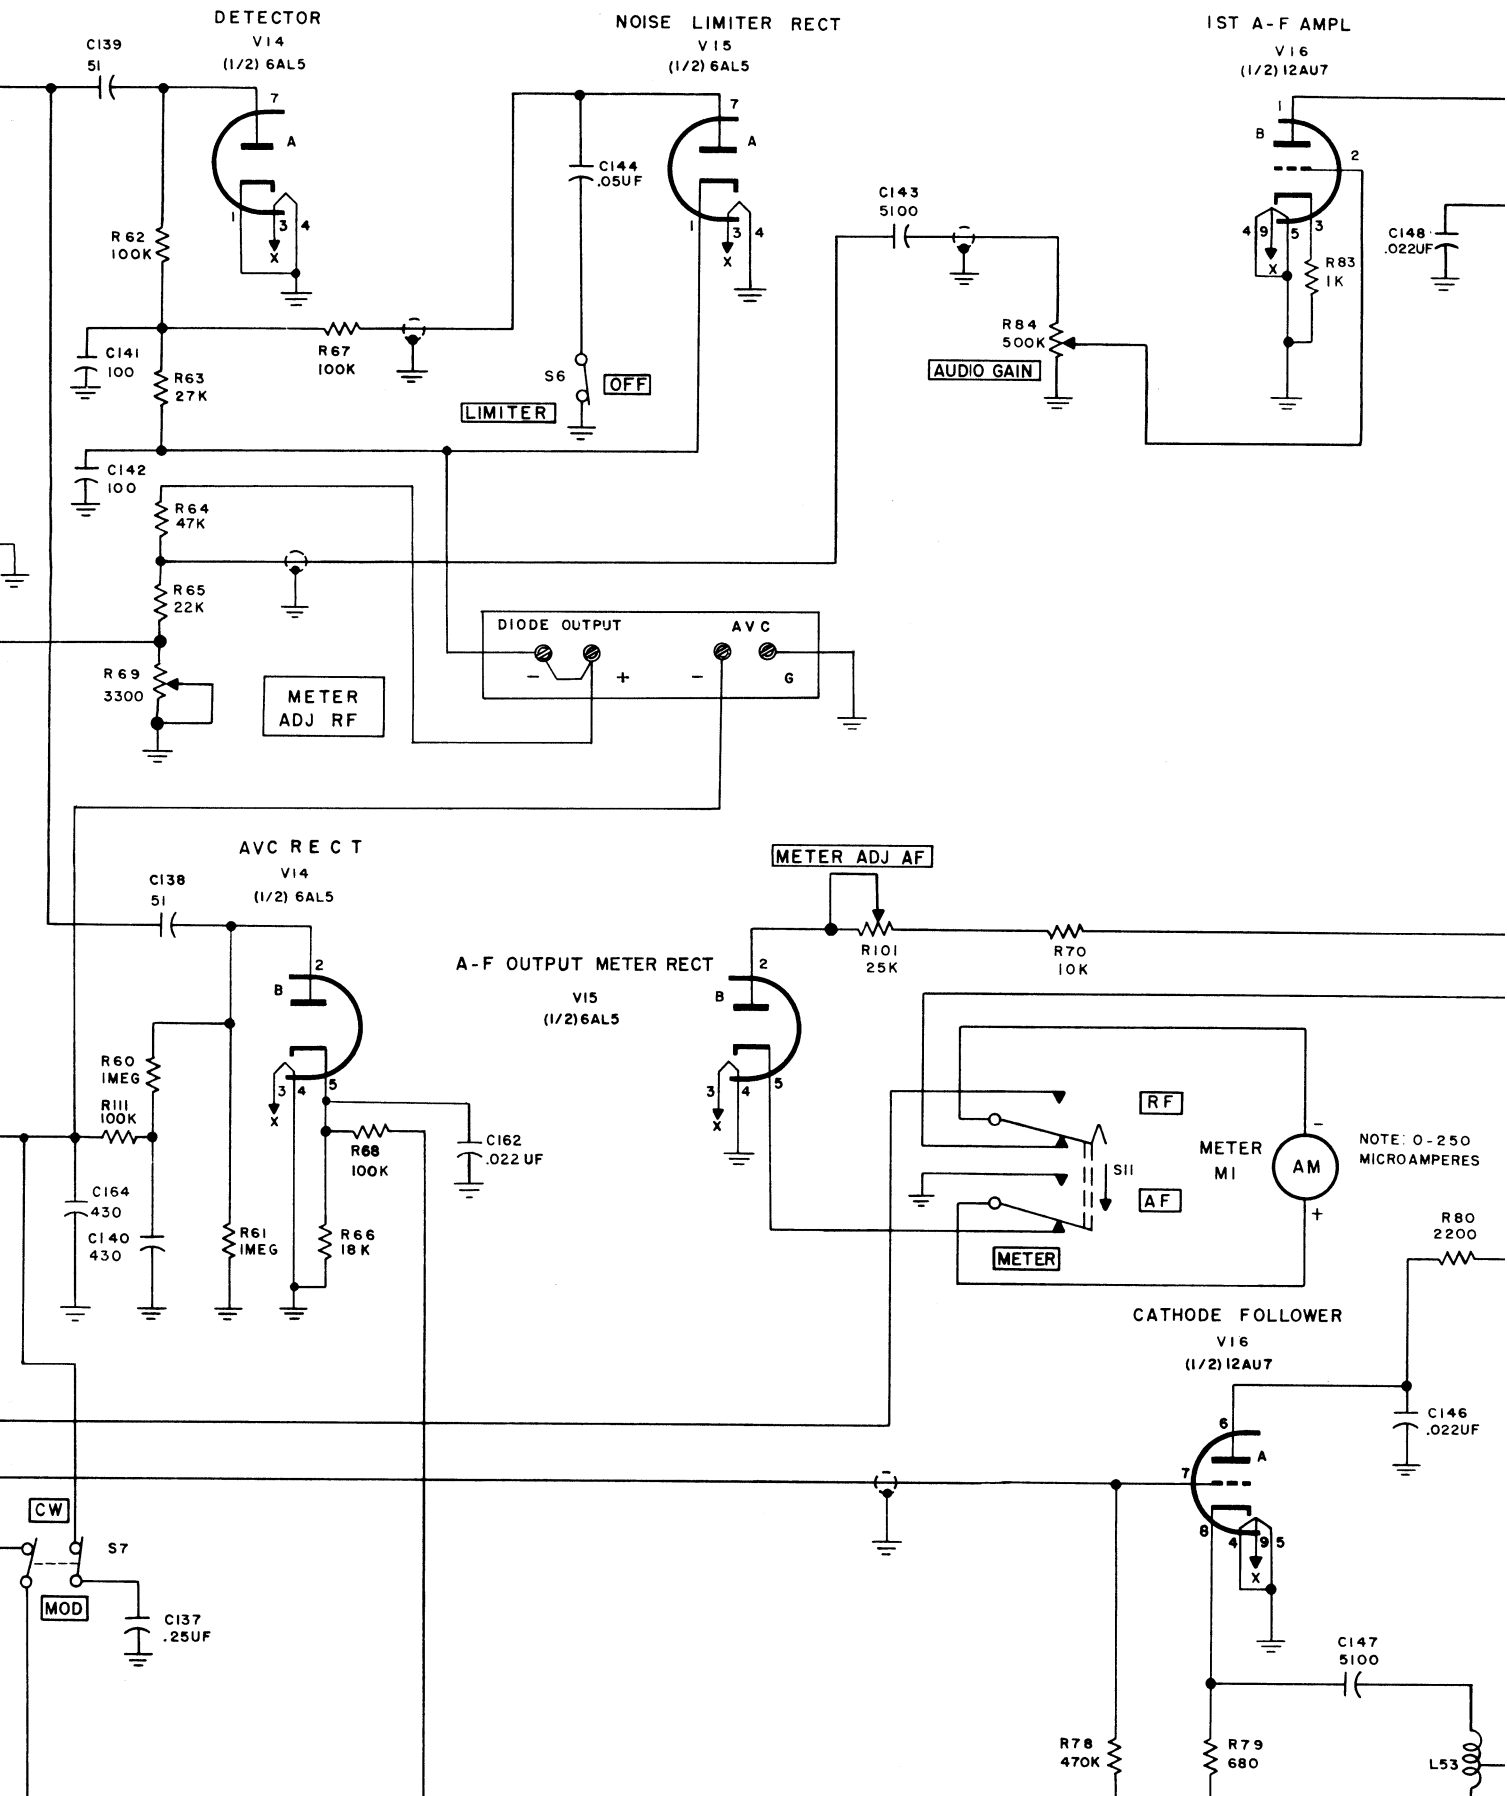 DETECTOR
V14
(1/2) 6AL5
C139
51
7
A
1
3
4
X
R62
100K
C141
100
R63
27K
R67
100K
C142
100
NOISE LIMITER RECT
V15
(1/2) 6AL5
7
A
1
3
4
X
C144
.05UF
S6
OFF
LIMITER
1ST A-F AMPL
V16
(1/2) 12AU7
1
B
2
4
9
5
3
X
R83
1K
C143
5100
R84
500K
AUDIO GAIN
C148
.022UF
R64
47K
R65
22K
R69
3300
METER
ADJ RF
DIODE OUTPUT
AVC
-
+
-
G
AVC RECT
V14
(1/2) 6AL5
C138
51
2
B
3
4
5
X
R60
1MEG
R111
100K
C164
430
C140
430
R61
1MEG
R66
18K
R68
100K
C162
.022UF
A-F OUTPUT METER RECT
V15
(1/2) 6AL5
2
B
3
4
5
X
METER ADJ AF
R101
25K
R70
10K
RF
S11
AF
METER
METER
M1
AM
-
+
NOTE: 0-250
MICROAMPERES
R80
2200
CATHODE FOLLOWER
V16
(1/2) 12AU7
6
A
7
8
4
9
5
X
C146
.022UF
CW
S7
MOD
C137
.25UF
C147
5100
R78
470K
R79
680
L53